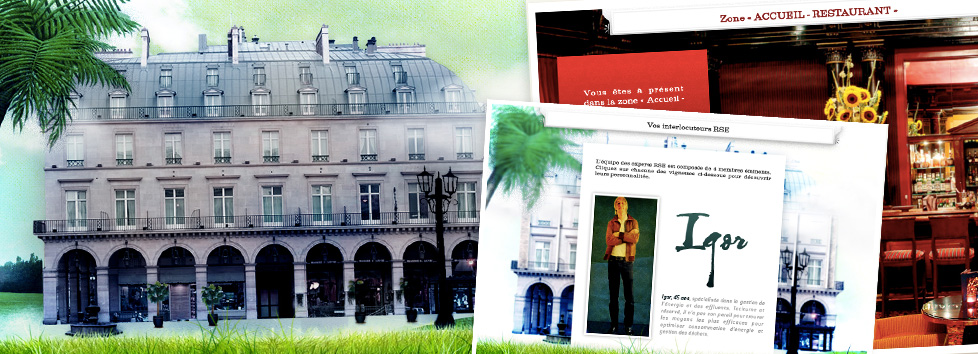 Zone « ACCUEIL - RESTAURANT »
Vous êtes à présent
dans la zone « Accueil -
Vos interlocuteurs RSE
L'équipe des experts RSE est composée de 4 membres éminents.
Cliquez sur chacune des vignettes ci-dessous pour découvrir
leurs personnalités.
Igor
Igor, 45 ans, spécialiste dans la gestion de
l'énergie et des effluents. Taciturne et
réservé, il n'a pas son pareil pour trouver
les moyens les plus efficaces pour
optimiser consommation d'énergie et
gestion des déchets.